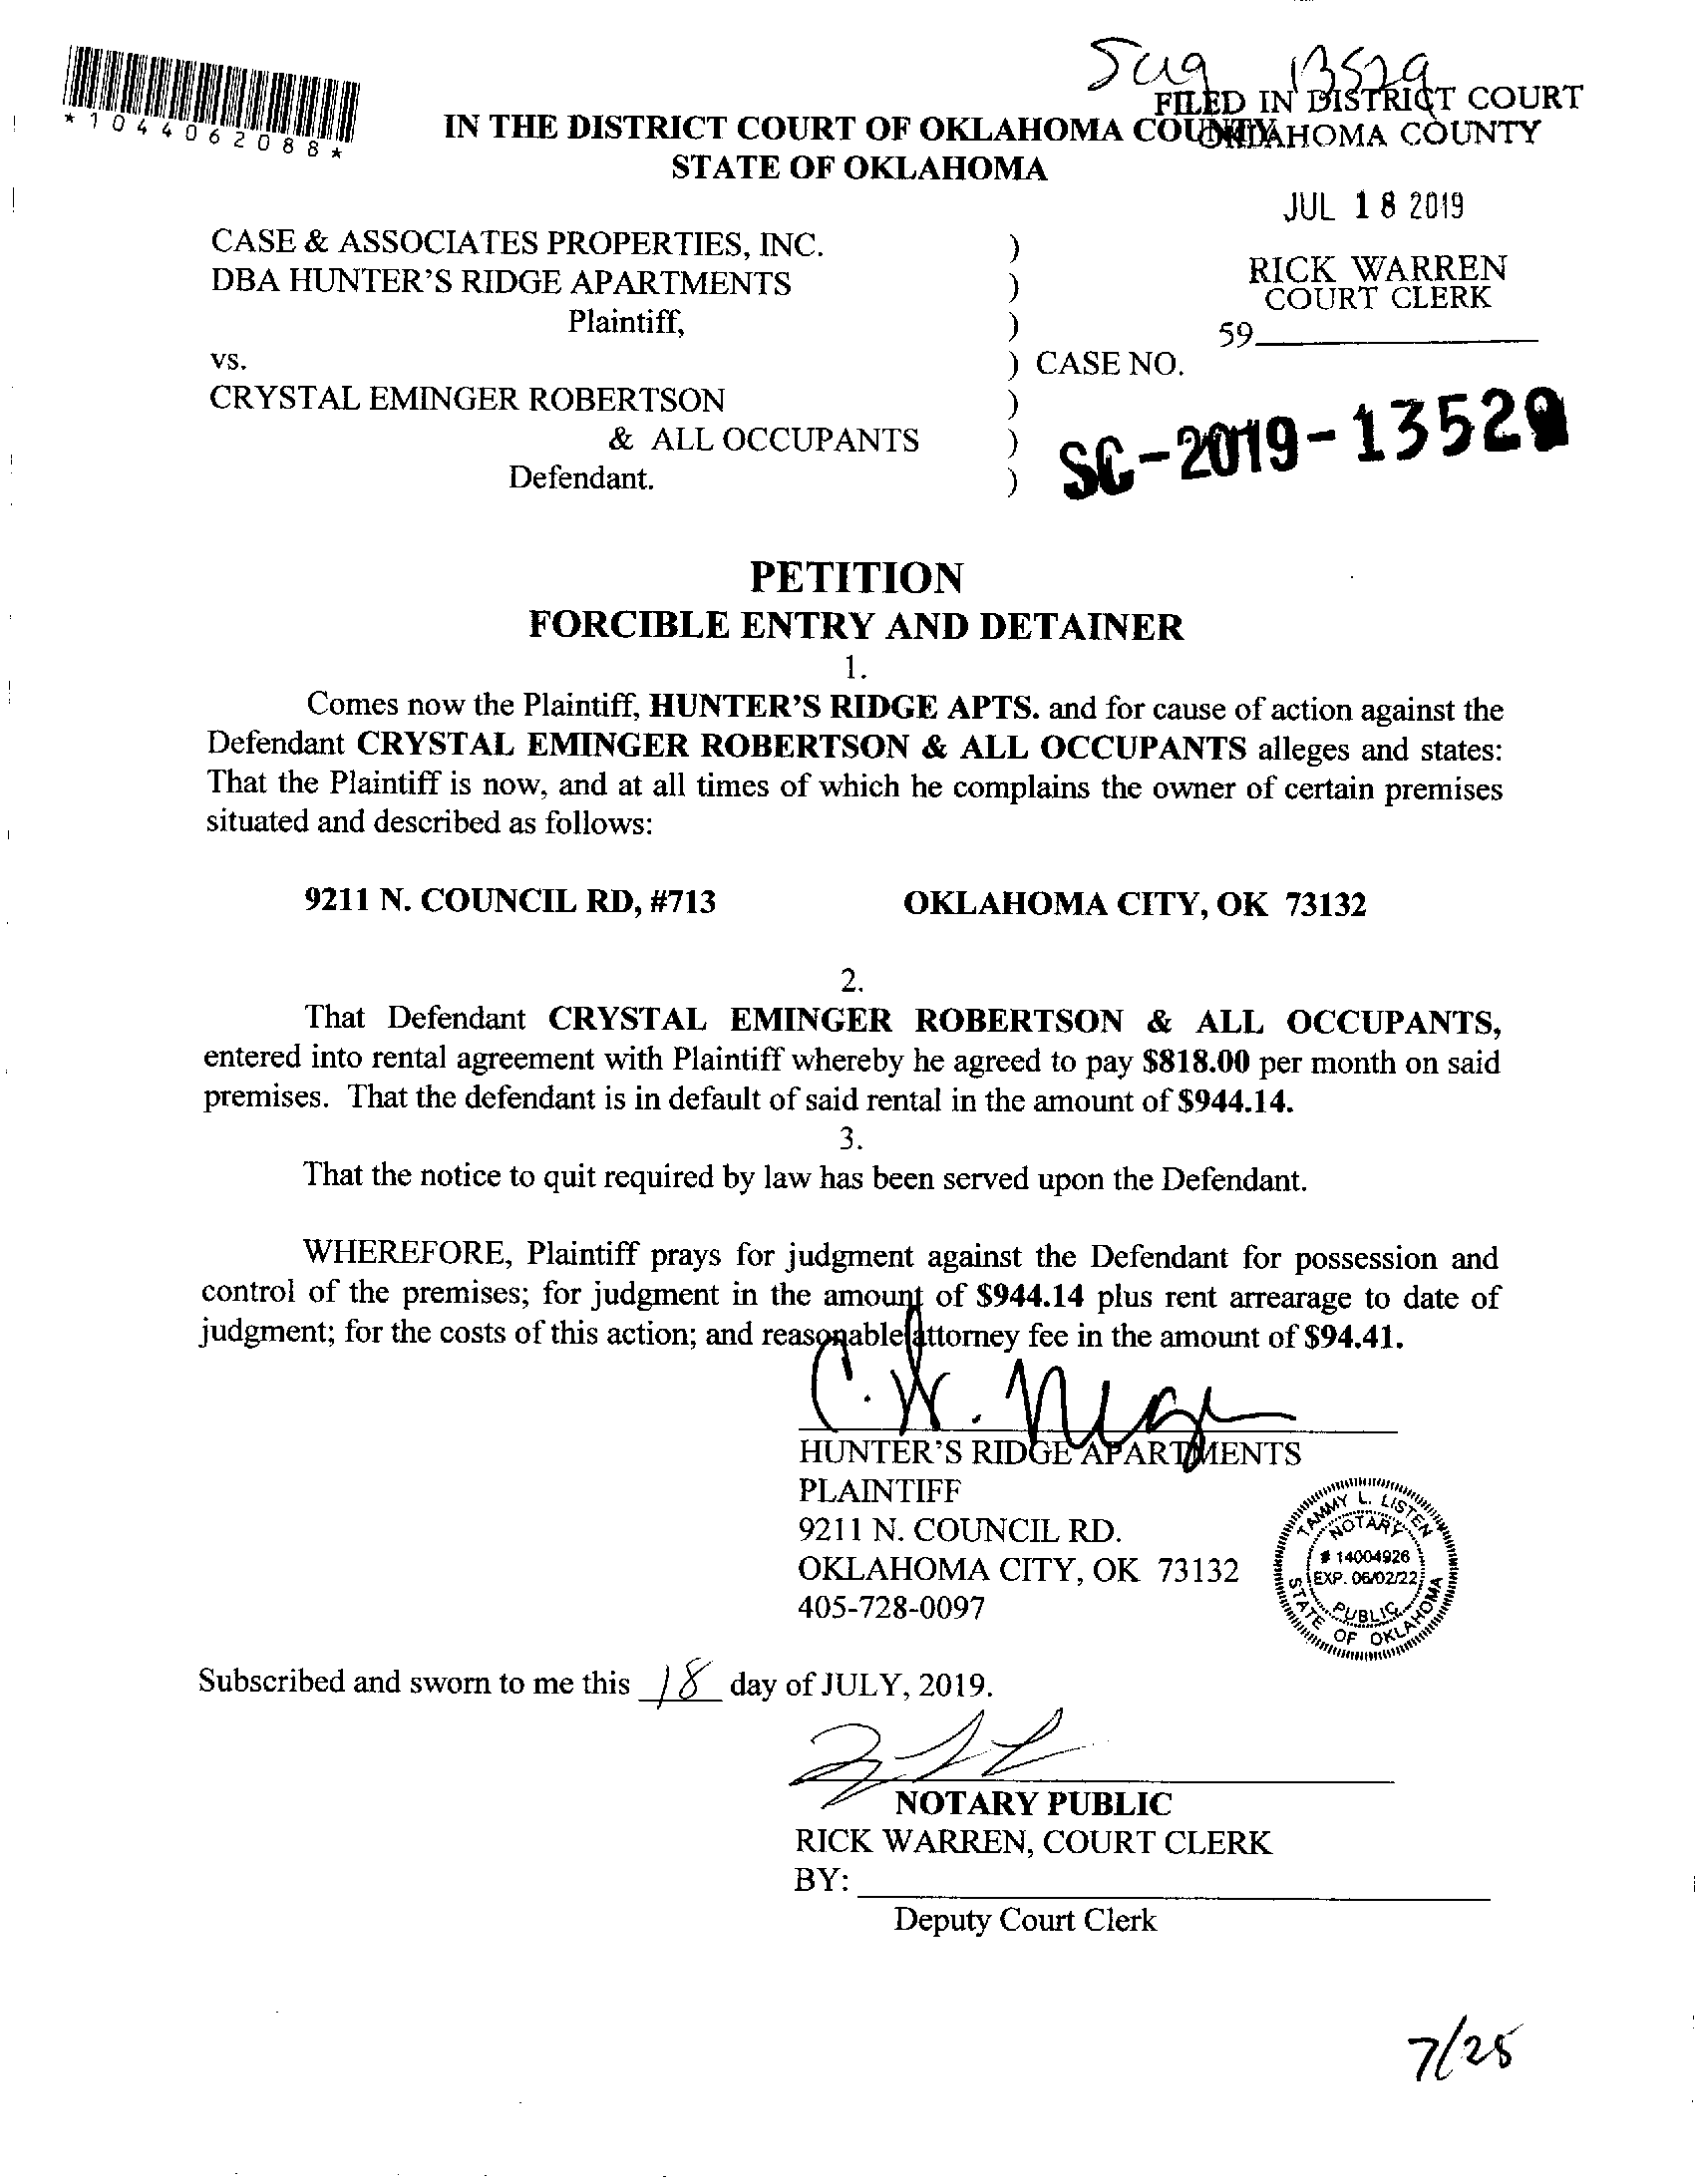 *1044062088*
13529
FILED IN DISTRICT COURT
OKLAHOMA COUNTY
IN THE DISTRICT COURT OF OKLAHOMA COUNTY
STATE OF OKLAHOMA
JUL 18 2019
RICK WARREN
COURT CLERK
59
CASE & ASSOCIATES PROPERTIES, INC. )
DBA HUNTER'S RIDGE APARTMENTS )
Plaintiff, )
vs. ) CASE NO.
CRYSTAL EMINGER ROBERTSON )
& ALL OCCUPANTS )
Defendant. )
SC-2019-13529
PETITION
FORCIBLE ENTRY AND DETAINER
1.
Comes now the Plaintiff, HUNTER'S RIDGE APTS. and for cause of action against the
Defendant CRYSTAL EMINGER ROBERTSON & ALL OCCUPANTS alleges and states:
That the Plaintiff is now, and at all times of which he complains the owner of certain premises
situated and described as follows:
9211 N. COUNCIL RD, #713 OKLAHOMA CITY, OK 73132
2.
That Defendant CRYSTAL EMINGER ROBERTSON & ALL OCCUPANTS,
entered into rental agreement with Plaintiff whereby he agreed to pay $818.00 per month on said
premises. That the defendant is in default of said rental in the amount of $944.14.
3.
That the notice to quit required by law has been served upon the Defendant.
WHEREFORE, Plaintiff prays for judgment against the Defendant for possession and
control of the premises; for judgment in the amount of $944.14 plus rent arrearage to date of
judgment; for the costs of this action; and reasonable attorney fee in the amount of $94.41.
HUNTER'S RIDGE APARTMENTS
PLAINTIFF
9211 N. COUNCIL RD.
OKLAHOMA CITY, OK 73132
405-728-0097
TAMMY L. LISTEN
NOTARY
# 14004926
EXP. 06/02/22
PUBLIC
STATE OF OKLAHOMA
Subscribed and sworn to me this 18 day of JULY, 2019.
NOTARY PUBLIC
RICK WARREN, COURT CLERK
BY:
Deputy Court Clerk
7/25